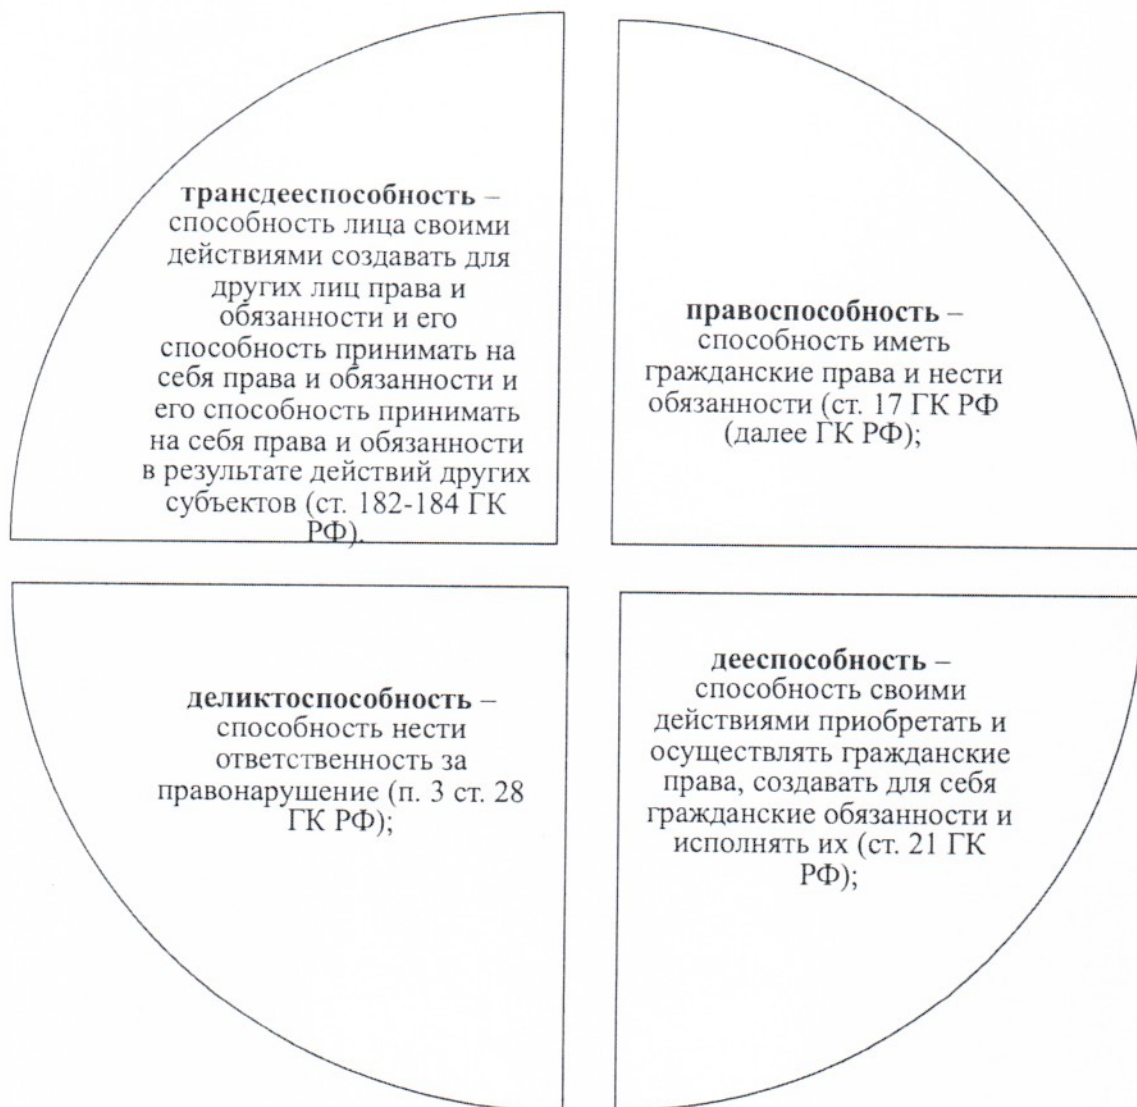 трансдееспособность –
способность лица своими
действиями создавать для
других лиц права и
обязанности и его
способность принимать на
себя права и обязанности и
его способность принимать
на себя права и обязанности
в результате действий других
субъектов (ст. 182-184 ГК
РФ).
правоспособность –
способность иметь
гражданские права и нести
обязанности (ст. 17 ГК РФ
(далее ГК РФ);
деликтоспособность –
способность нести
ответственность за
правонарушение (п. 3 ст. 28
ГК РФ);
дееспособность –
способность своими
действиями приобретать и
осуществлять гражданские
права, создавать для себя
гражданские обязанности и
исполнять их (ст. 21 ГК
РФ);